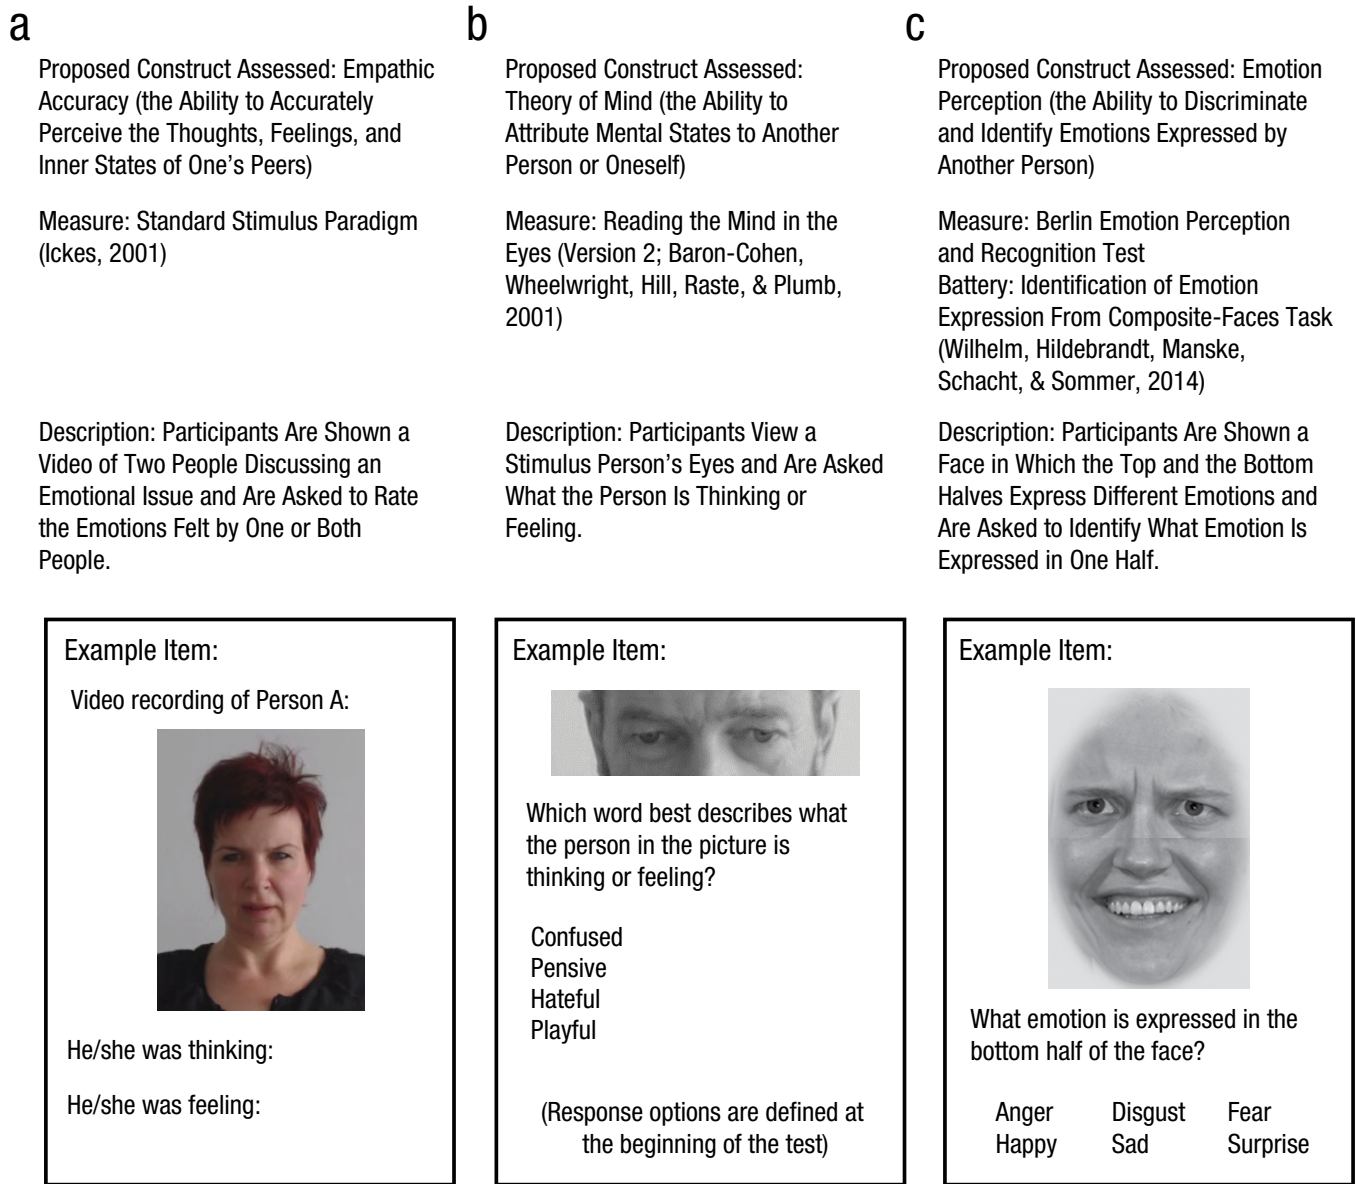 a
Proposed Construct Assessed: Empathic
Accuracy (the Ability to Accurately
Perceive the Thoughts, Feelings, and
Inner States of One’s Peers)
Measure: Standard Stimulus Paradigm
(Ickes, 2001)
Description: Participants Are Shown a
Video of Two People Discussing an
Emotional Issue and Are Asked to Rate
the Emotions Felt by One or Both
People.
Example Item:
Video recording of Person A:
He/she was thinking:
He/she was feeling:
b
Proposed Construct Assessed:
Theory of Mind (the Ability to
Attribute Mental States to Another
Person or Oneself)
Measure: Reading the Mind in the
Eyes (Version 2; Baron-Cohen,
Wheelwright, Hill, Raste, & Plumb,
2001)
Description: Participants View a
Stimulus Person’s Eyes and Are Asked
What the Person Is Thinking or
Feeling.
Example Item:
Which word best describes what
the person in the picture is
thinking or feeling?
Confused
Pensive
Hateful
Playful
(Response options are defined at
the beginning of the test)
c
Proposed Construct Assessed: Emotion
Perception (the Ability to Discriminate
and Identify Emotions Expressed by
Another Person)
Measure: Berlin Emotion Perception
and Recognition Test
Battery: Identification of Emotion
Expression From Composite-Faces Task
(Wilhelm, Hildebrandt, Manske,
Schacht, & Sommer, 2014)
Description: Participants Are Shown a
Face in Which the Top and the Bottom
Halves Express Different Emotions and
Are Asked to Identify What Emotion Is
Expressed in One Half.
Example Item:
What emotion is expressed in the
bottom half of the face?
Anger Disgust Fear
Happy Sad Surprise